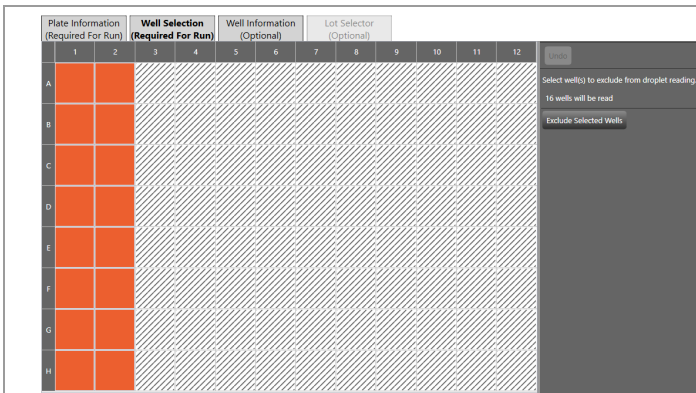 Plate Information Well Selection Well Information Lot Selector
(Required For Run) (Required For Run) (Optional) (Optional)
1 2 3 4 5 6 7 8 9 10 11 12
Undo
Select well(s) to exclude from droplet reading.
16 wells will be read
Exclude Selected Wells
A
B
C
D
E
F
G
H